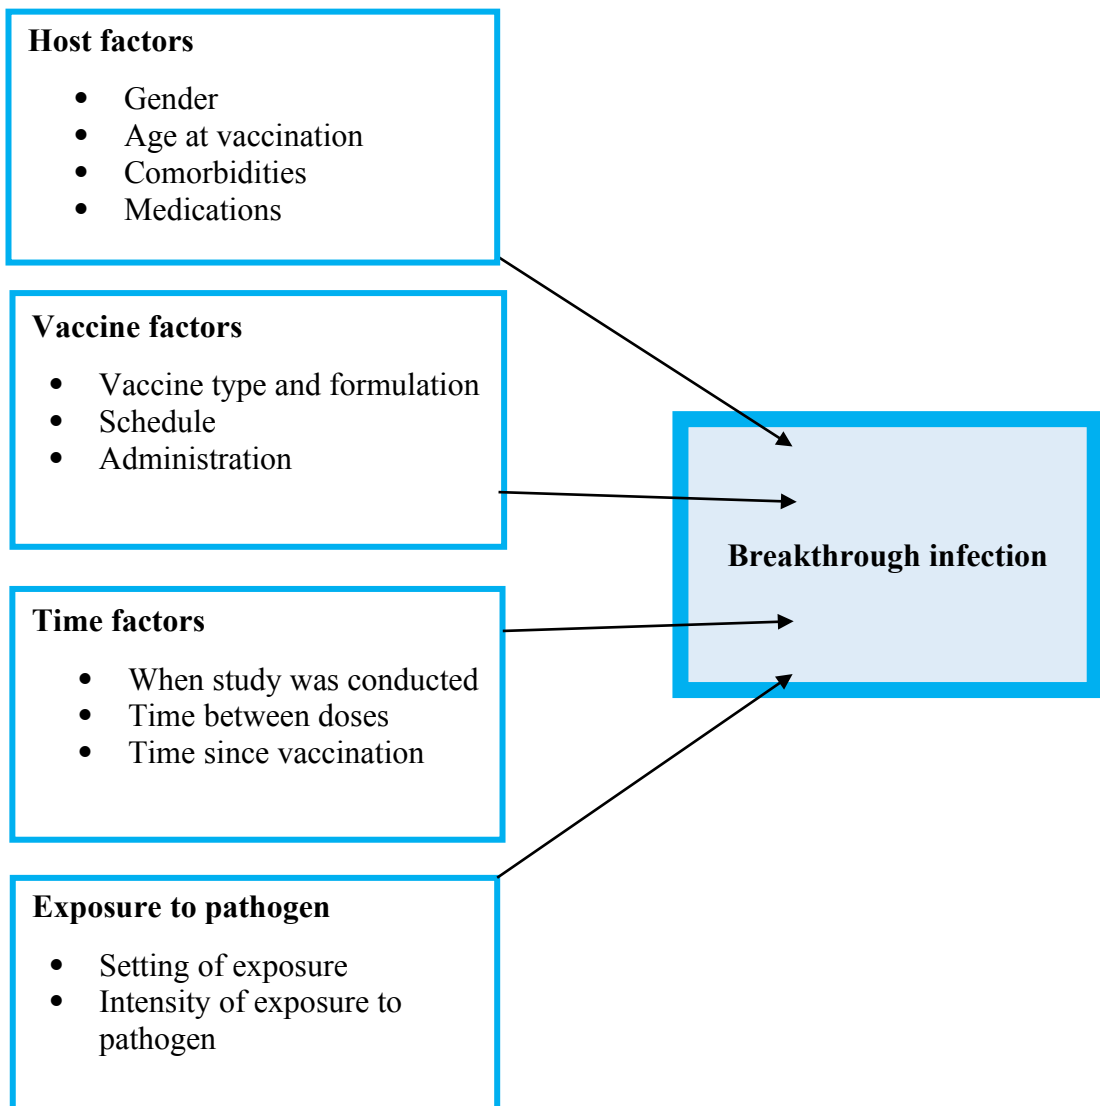 Host factors
• Gender
• Age at vaccination
• Comorbidities
• Medications
Vaccine factors
• Vaccine type and formulation
• Schedule
• Administration
Breakthrough infection
Time factors
• When study was conducted
• Time between doses
• Time since vaccination
Exposure to pathogen
• Setting of exposure
• Intensity of exposure to
pathogen